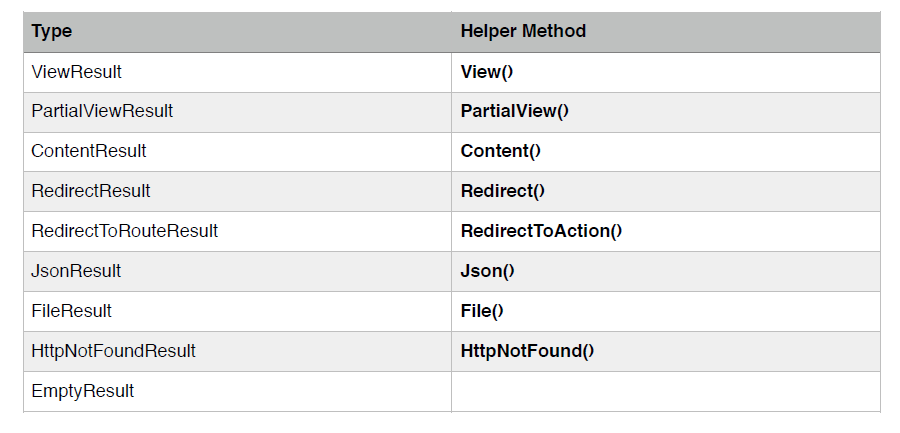 Type Helper Method
ViewResult View()
PartialViewResult PartialView()
ContentResult Content()
RedirectResult Redirect()
RedirectToRouteResult RedirectToAction()
JsonResult Json()
FileResult File()
HttpNotFoundResult HttpNotFound()
EmptyResult